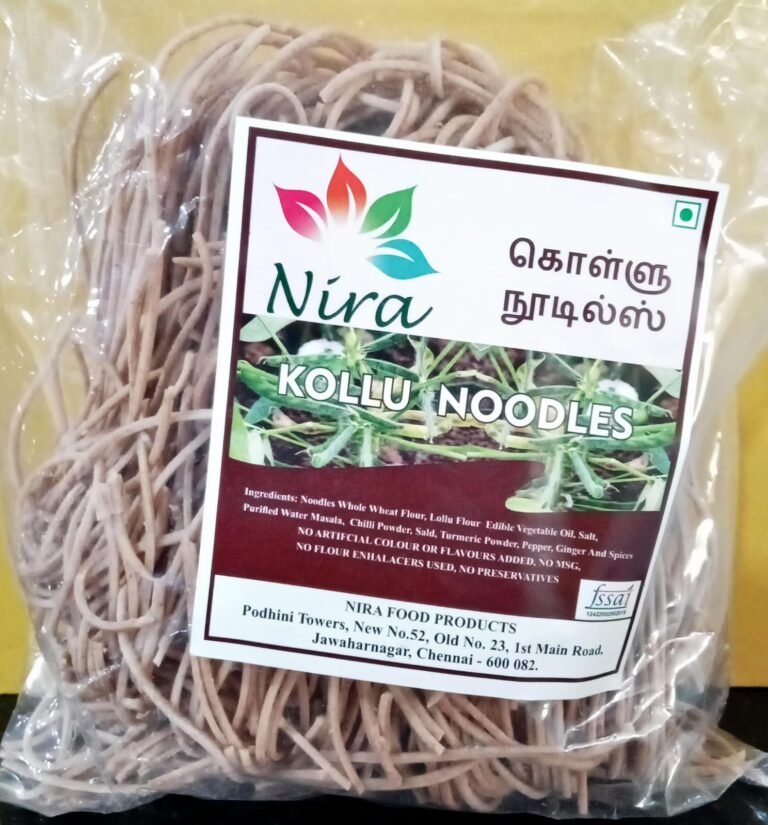 Nira
கொள்ளு
நூடில்ஸ்
KOLLU NOODLES
Ingredients: Noodles Whole Wheat Flour, Lollu Flour Edible Vegetable Oil, Salt,
Purified Water Masala, Chilli Powder, Sald, Turmeric Powder, Pepper, Ginger And Spices
NO ARTIFCIAL COLOUR OR FLAVOURS ADDED, NO MSG,
NO FLOUR ENHALACERS USED, NO PRESERVATIVES
fssai
NIRA FOOD PRODUCTS
Podhini Towers, New No.52, Old No. 23, 1st Main Road.
Jawaharnagar, Chennai - 600 082.